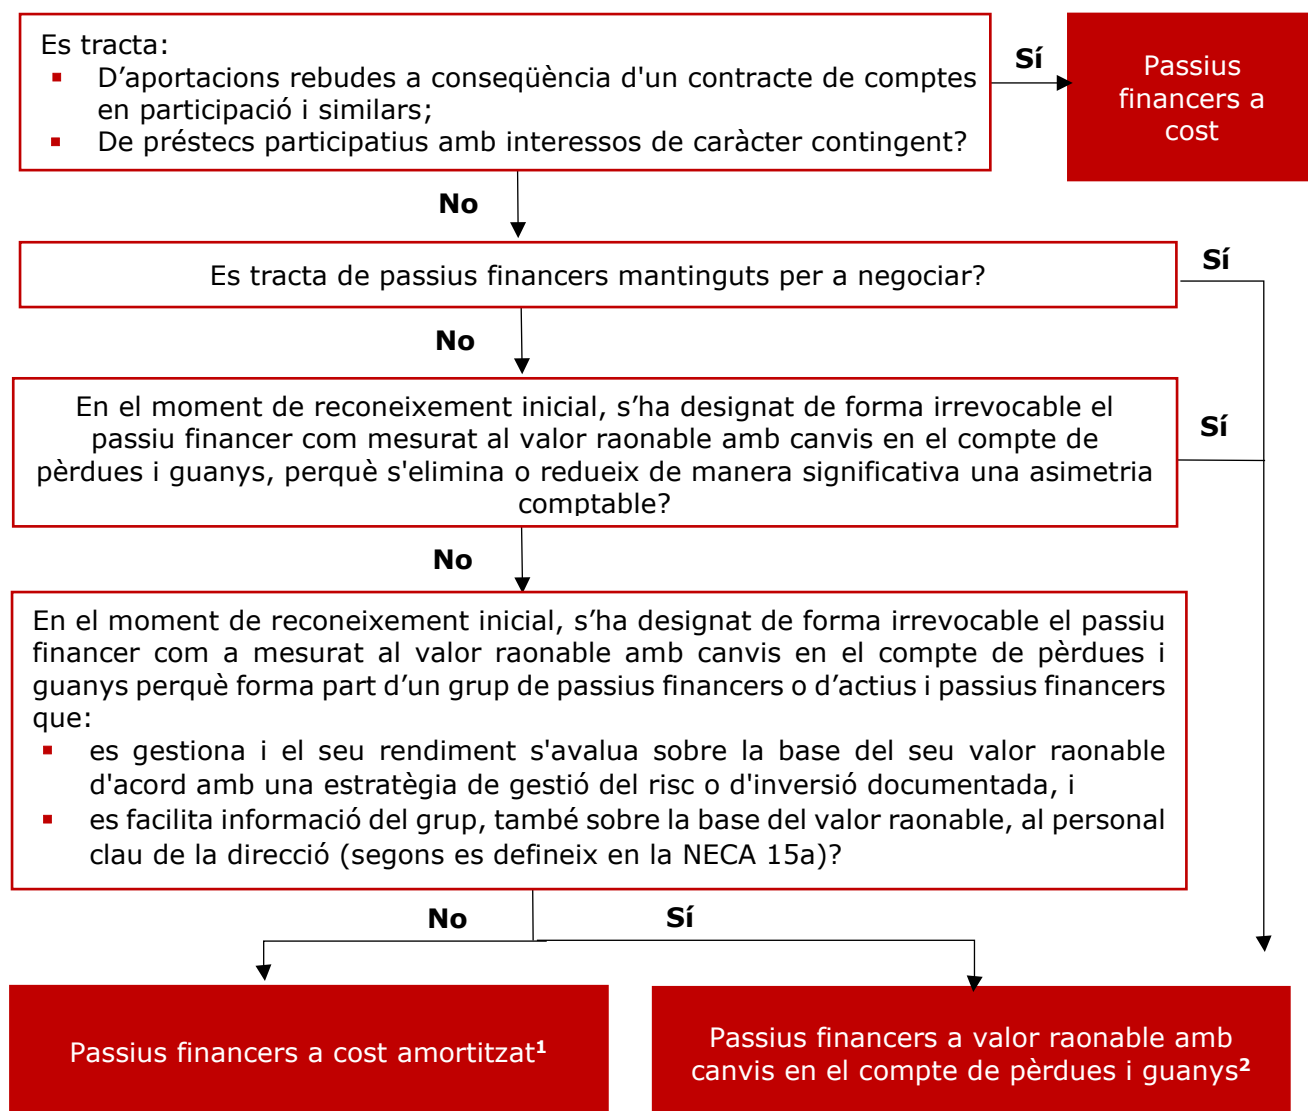 Es tracta:
▪ D’aportacions rebudes a conseqüència d'un contracte de comptes
en participació i similars;
▪ De préstecs participatius amb interessos de caràcter contingent?
Sí
Passius
financers a
cost
No
Es tracta de passius financers mantinguts per a negociar?
Sí
No
En el moment de reconeixement inicial, s’ha designat de forma irrevocable el
passiu financer com mesurat al valor raonable amb canvis en el compte de
pèrdues i guanys, perquè s'elimina o redueix de manera significativa una asimetria
comptable?
Sí
No
En el moment de reconeixement inicial, s’ha designat de forma irrevocable el passiu
financer com a mesurat al valor raonable amb canvis en el compte de pèrdues i
guanys perquè forma part d’un grup de passius financers o d’actius i passius financers
que:
▪ es gestiona i el seu rendiment s'avalua sobre la base del seu valor raonable
d'acord amb una estratègia de gestió del risc o d'inversió documentada, i
▪ es facilita informació del grup, també sobre la base del valor raonable, al personal
clau de la direcció (segons es defineix en la NECA 15a)?
No
Sí
Passius financers a cost amortitzat¹
Passius financers a valor raonable amb
canvis en el compte de pèrdues i guanys²